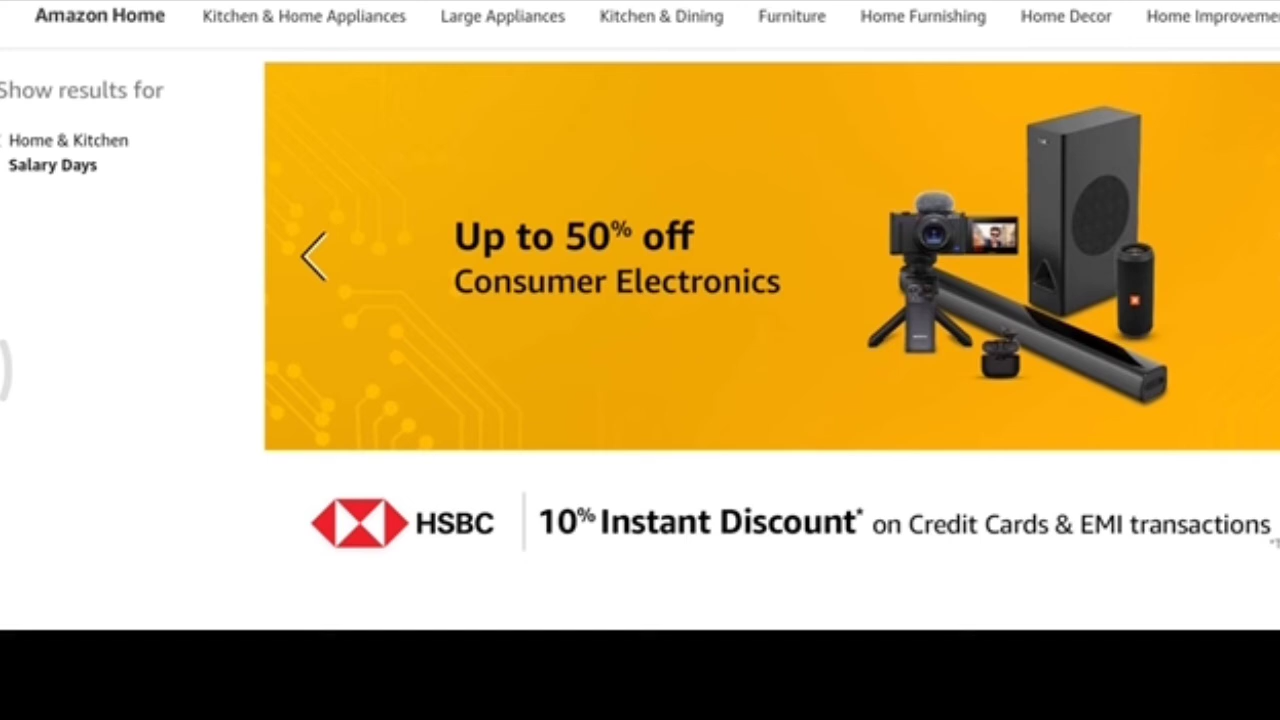 Amazon Home Kitchen & Home Appliances Large Appliances Kitchen & Dining Furniture Home Furnishing Home Decor Home
Show results for
Home & Kitchen
Salary Days
Up to 50% off
Consumer Electronics
HSBC 10% Instant Discount* on Credit Cards & EMI transactions